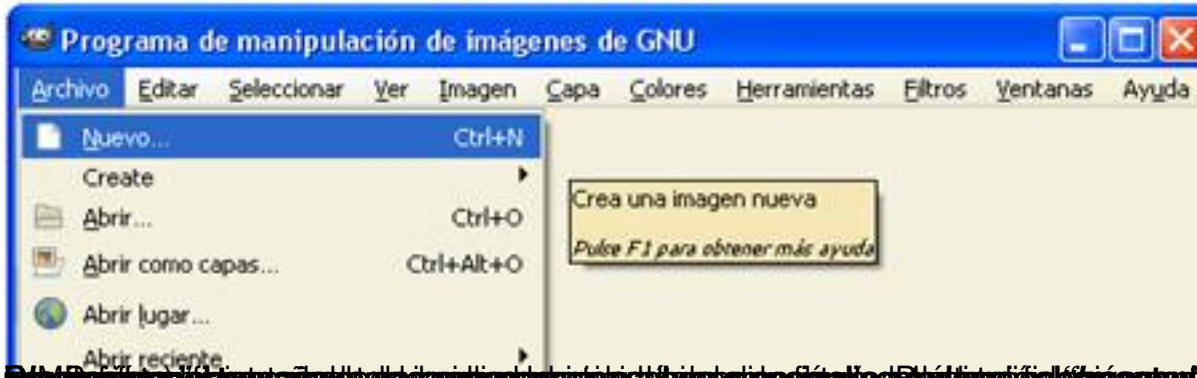 Programa de manipulación de imágenes de GNU
Archivo Editar Seleccionar Ver Imagen Capa Colores Herramientas Filtros Ventanas Ayuda
Nuevo... Ctrl+N
Create
Abrir... Ctrl+O
Abrir como capas... Ctrl+Alt+O
Abrir lugar...
Abrir reciente
Crea una imagen nueva
Pulse F1 para obtener más ayuda